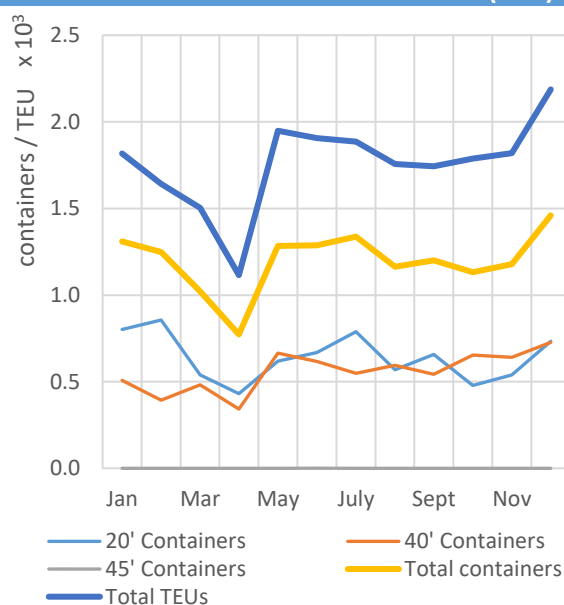 containers / TEU x 10³
2.5
2.0
1.5
1.0
0.5
0.0
Jan Mar May July Sept Nov
20' Containers 40' Containers
45' Containers Total containers
Total TEUs